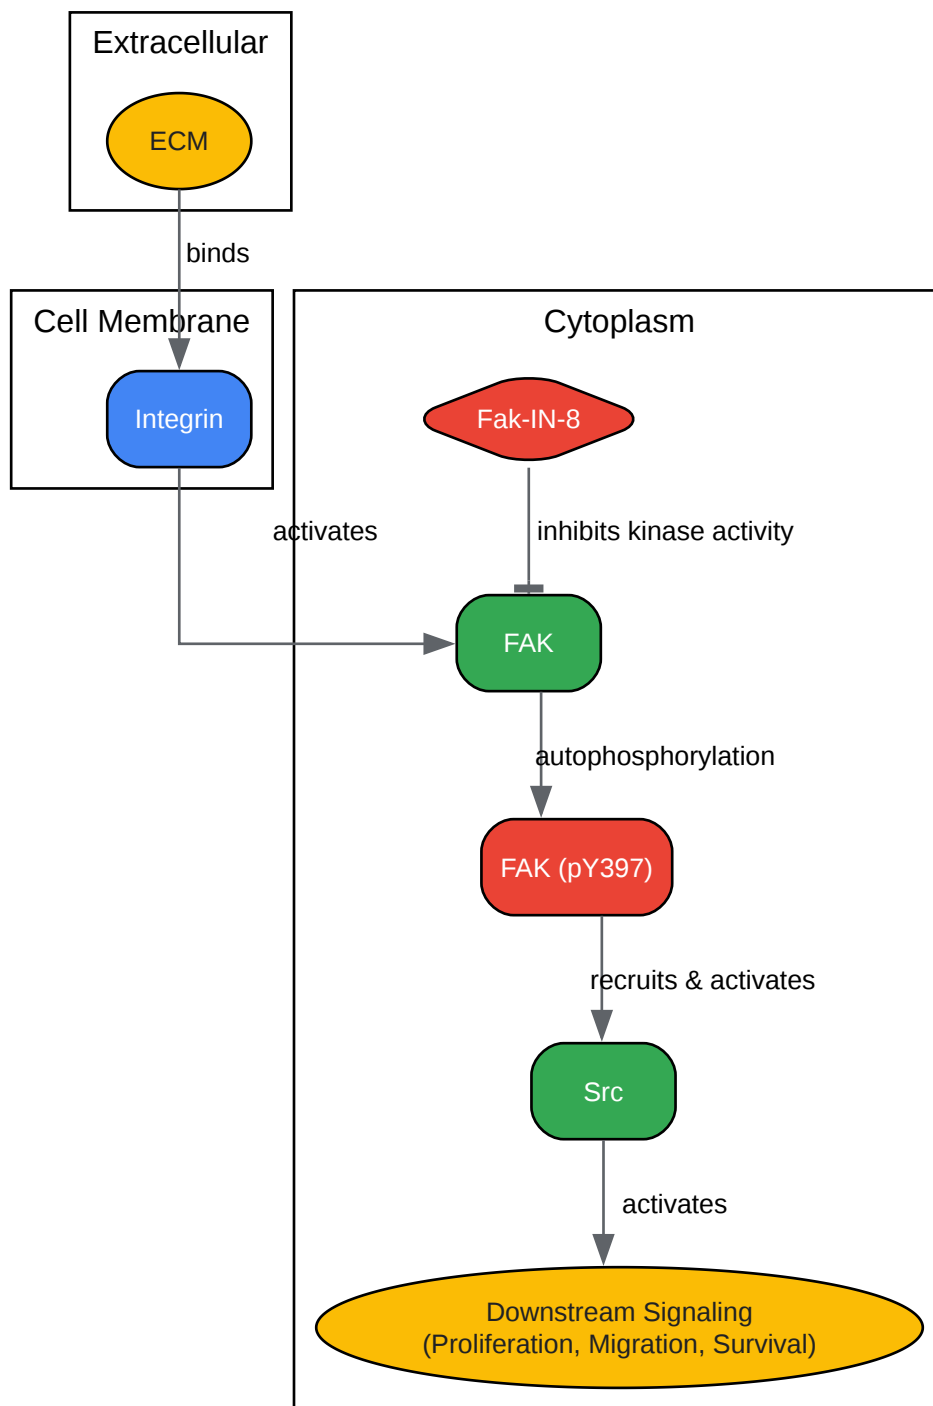 Extracellular
ECM
binds
Cell Membrane
Cytoplasm
Integrin
Fak-IN-8
activates
inhibits kinase activity
FAK
autophosphorylation
FAK (pY397)
recruits & activates
Src
activates
Downstream Signaling
(Proliferation, Migration, Survival)